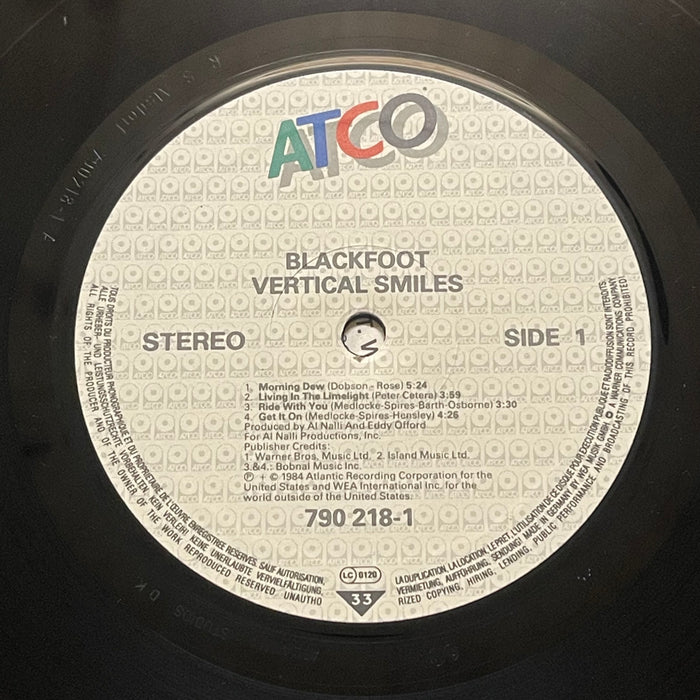 ATCO
BLACKFOOT
VERTICAL SMILES
STEREO
SIDE 1
1. Morning Dew (Dobson - Rose) 5:24
2. Living In The Limelight (Peter Cetera) 3:59
3. Ride With You (Medlocke-Spires-Barth-Osborne) 3:30
4. Get It On (Medlocke-Spires-Hensley) 4:25
Produced by Al Nalli And Eddy Offord
For Al Nalli Productions, Inc.
Publisher Credits:
1. Warner Bros. Music Ltd. 2. Island Music Ltd.
3.&4.: Bobnal Music Inc.
℗ + © 1984 Atlantic Recording Corporation for the
United States and WEA International Inc. for the
world outside of the United States.
790 218-1
LC 0120
33
TOUS DROITS DU PRODUCTEUR PHONOGRAPHIQUE ET DU PROPRIETAIRE DE L'ŒUVRE ENREGISTREE RESERVES. SAUF AUTORISATION, LA DUPLICATION, LA LOCATION, LE PRET, L'UTILISATION DE CE DISQUE POUR EXECUTION PUBLIQUE ET RADIODIFFUSION SONT INTERDITS.
ALLE URHEBER- UND LEISTUNGSSCHUTZRECHTE VORBEHALTEN. KEIN VERLEIH! KEINE UNERLAUBTE VERVIELFÄLTIGUNG, VERMIETUNG, AUFFÜHRUNG, SENDUNG! MADE IN GERMANY BY WEA MUSIK GMBH. A WARNER COMMUNICATIONS COMPANY
ALL RIGHTS OF THE PRODUCER AND OF THE OWNER OF THE WORK REPRODUCED RESERVED. UNAUTHORIZED COPYING, HIRING, LENDING, PUBLIC PERFORMANCE AND BROADCASTING OF THIS RECORD PROHIBITED!
790218-1-A